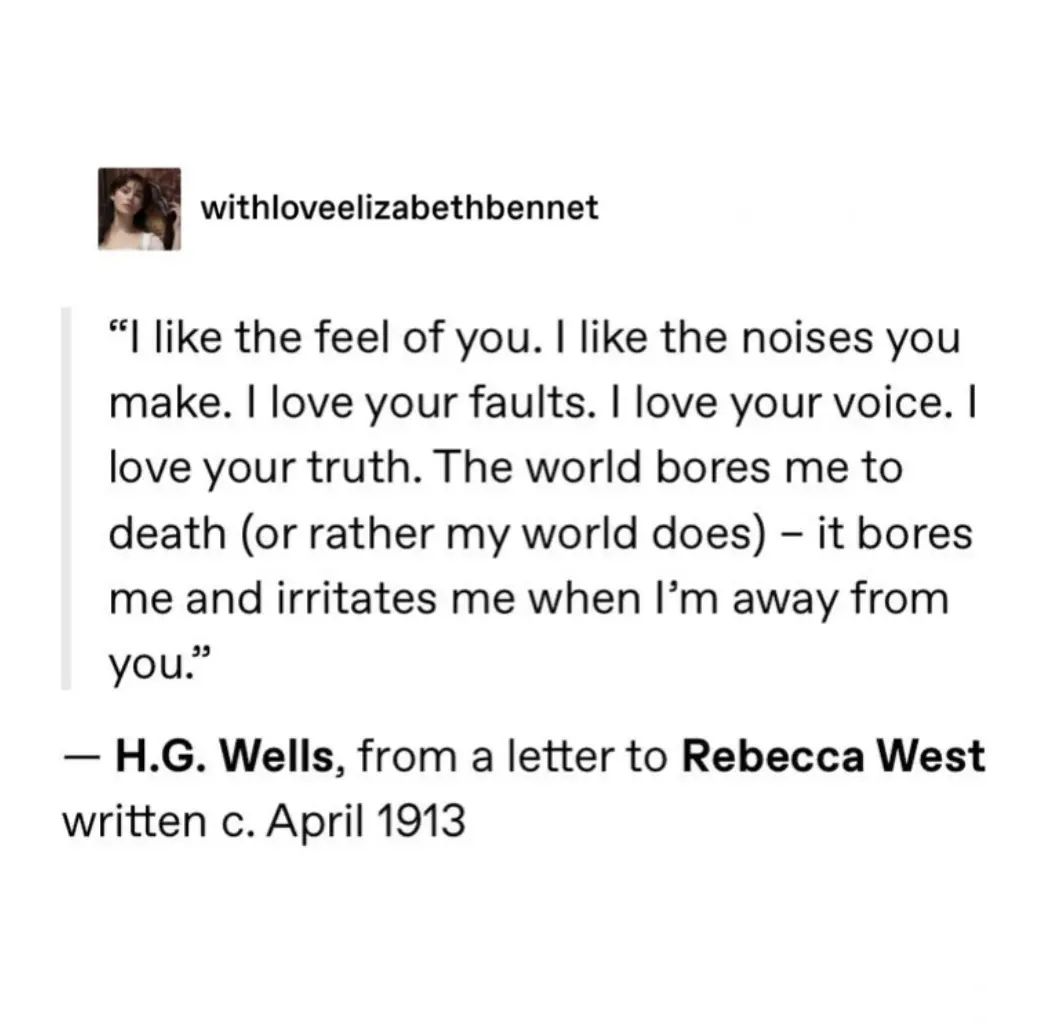 withloveelizabethbennet
“I like the feel of you. I like the noises you
make. I love your faults. I love your voice. I
love your truth. The world bores me to
death (or rather my world does) – it bores
me and irritates me when I’m away from
you.”
— H.G. Wells, from a letter to Rebecca West
written c. April 1913